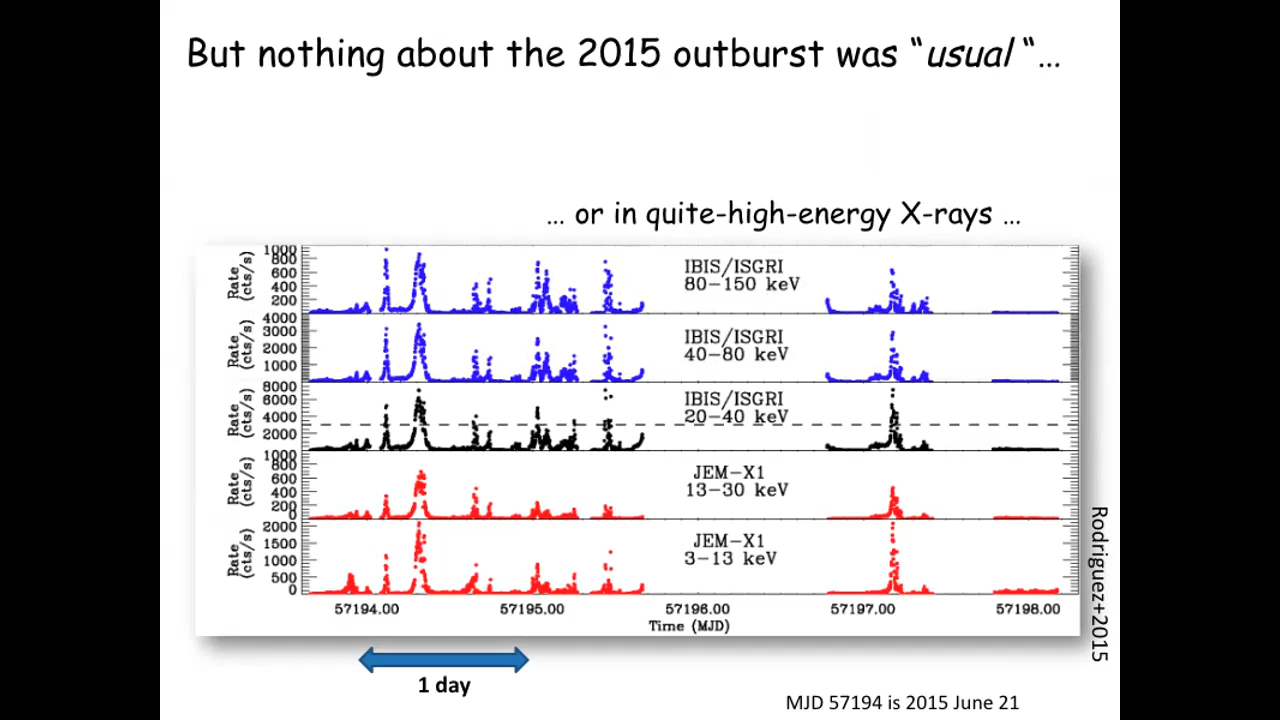 But nothing about the 2015 outburst was “usual “…
… or in quite-high-energy X-rays …
Rate
(cts/s)
1000
800
600
400
200
IBIS/ISGRI
80−150 keV
Rate
(cts/s)
4000
3000
2000
1000
IBIS/ISGRI
40−80 keV
Rate
(cts/s)
8000
6000
4000
2000
IBIS/ISGRI
20−40 keV
Rate
(cts/s)
1000
800
600
400
200
0
JEM−X1
13−30 keV
Rate
(cts/s)
2000
1500
1000
500
0
JEM−X1
3−13 keV
57194.00 57195.00 57196.00 57197.00 57198.00
Time (MJD)
Rodriguez+2015
1 day
MJD 57194 is 2015 June 21